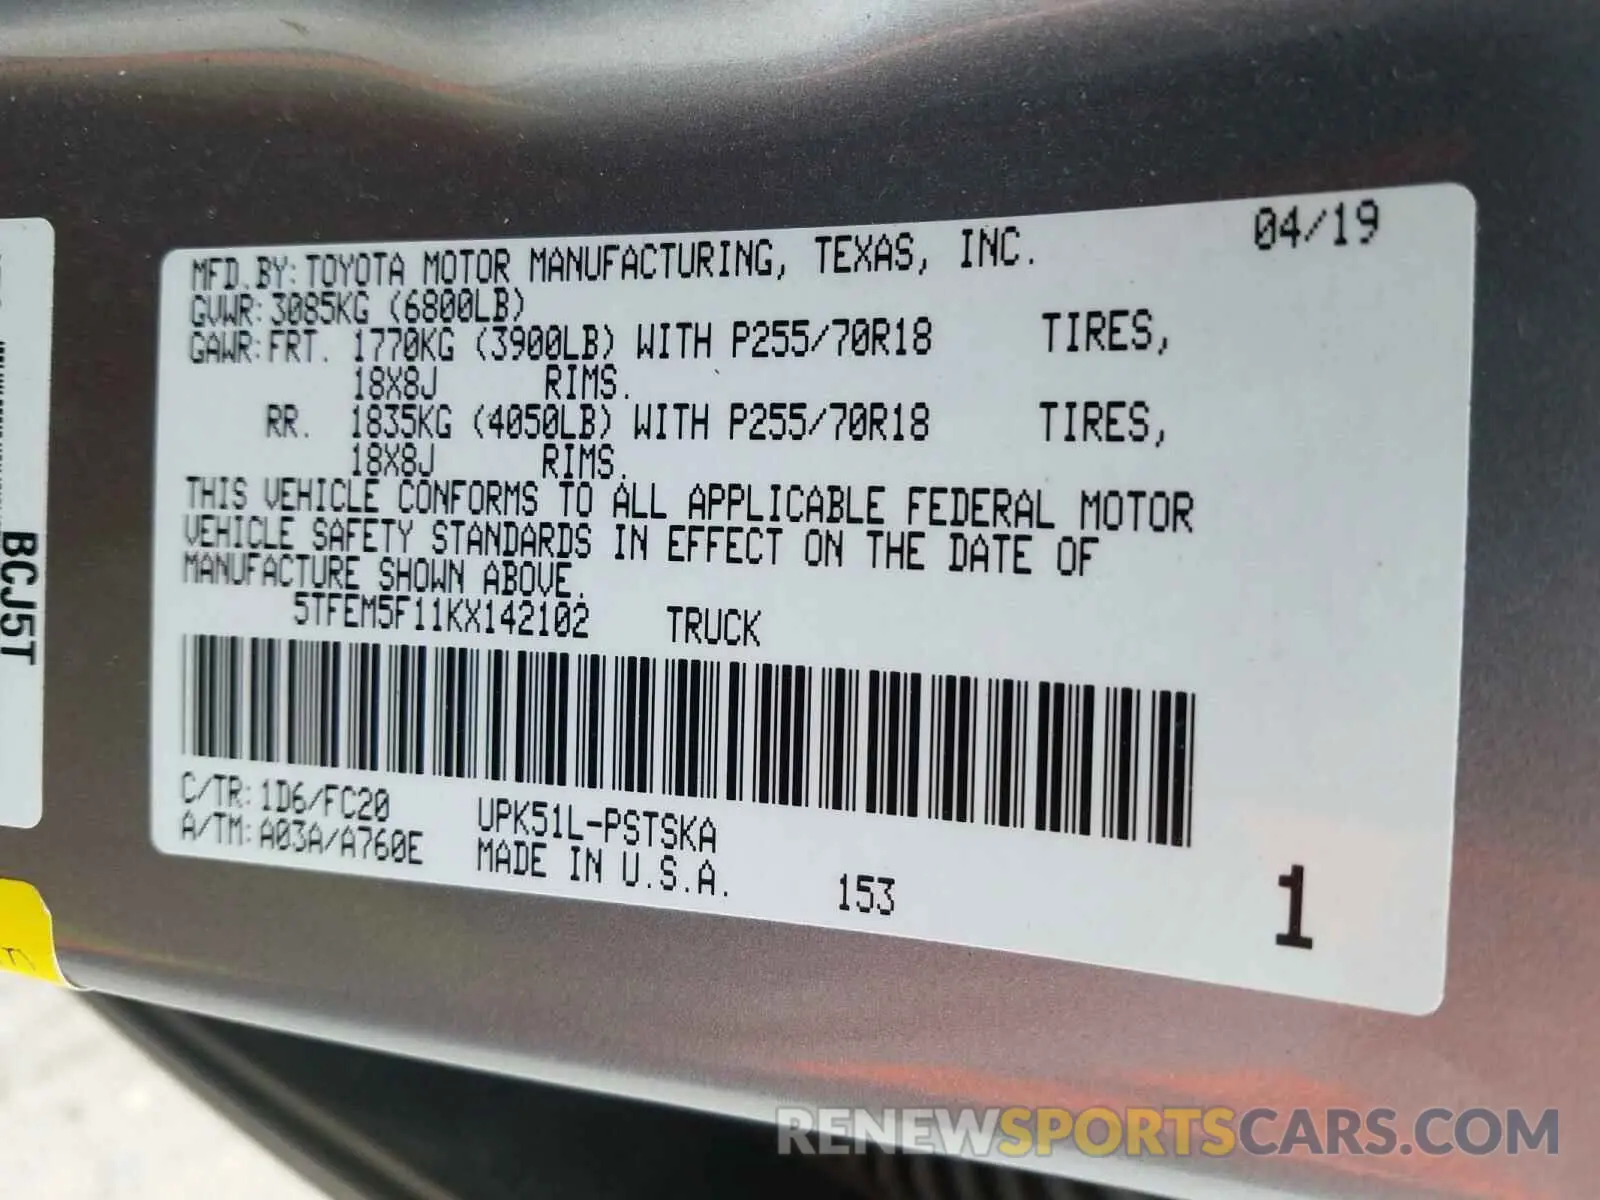 04/19
MFD.BY: TOYOTA MOTOR MANUFACTURING, TEXAS, INC.
GVWR: 3085KG (6800LB)
GAWR: FRT. 1770KG (3900LB) WITH P255/70R18 TIRES,
18X8J RIMS.
RR. 1835KG (4050LB) WITH P255/70R18 TIRES,
18X8J RIMS.
THIS VEHICLE CONFORMS TO ALL APPLICABLE FEDERAL MOTOR
VEHICLE SAFETY STANDARDS IN EFFECT ON THE DATE OF
MANUFACTURE SHOWN ABOVE.
5TFEM5F11KX142102 TRUCK
C/TR: 1D6/FC20 UPK51L-PSTSKA
A/TM: A03A/A760E MADE IN U.S.A. 153
1
BCJ5T
RENEWSPORTSCARS.COM